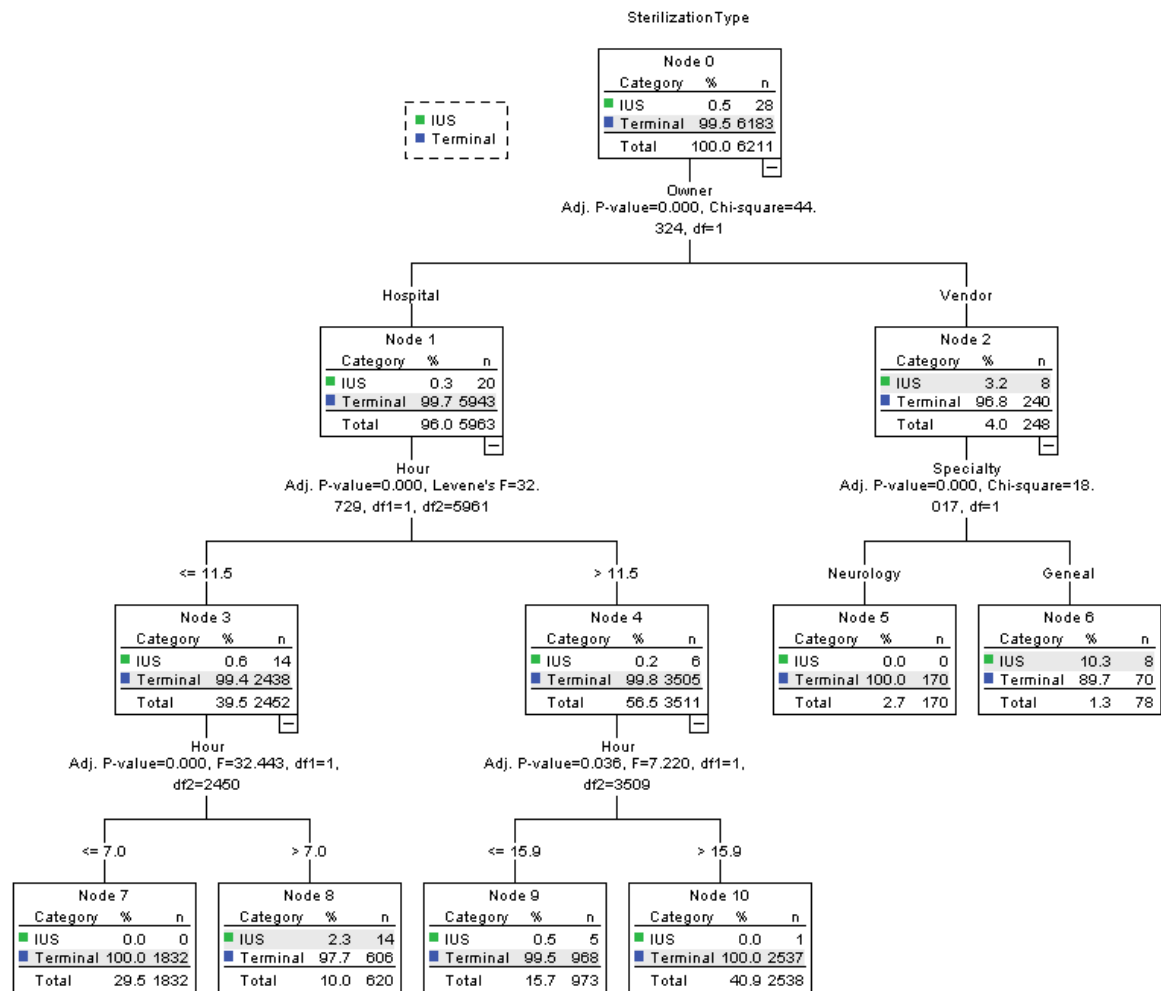 SterilizationType
Node 0
Category % n
IUS 0.5 28
Terminal 99.5 6183
Total 100.0 6211
IUS
Terminal
Owner
Adj. P-value=0.000, Chi-square=44.
324, df=1
Hospital
Vendor
Node 1
Category % n
IUS 0.3 20
Terminal 99.7 5943
Total 96.0 5963
Node 2
Category % n
IUS 3.2 8
Terminal 96.8 240
Total 4.0 248
Hour
Adj. P-value=0.000, Levene's F=32.
729, df1=1, df2=5961
Specialty
Adj. P-value=0.000, Chi-square=18.
017, df=1
<= 11.5
> 11.5
Neurology
Geneal
Node 3
Category % n
IUS 0.6 14
Terminal 99.4 2438
Total 39.5 2452
Node 4
Category % n
IUS 0.2 6
Terminal 99.8 3505
Total 56.5 3511
Node 5
Category % n
IUS 0.0 0
Terminal 100.0 170
Total 2.7 170
Node 6
Category % n
IUS 10.3 8
Terminal 89.7 70
Total 1.3 78
Hour
Adj. P-value=0.000, F=32.443, df1=1,
df2=2450
Hour
Adj. P-value=0.036, F=7.220, df1=1,
df2=3509
<= 7.0
> 7.0
<= 15.9
> 15.9
Node 7
Category % n
IUS 0.0 0
Terminal 100.0 1832
Total 29.5 1832
Node 8
Category % n
IUS 2.3 14
Terminal 97.7 606
Total 10.0 620
Node 9
Category % n
IUS 0.5 5
Terminal 99.5 968
Total 15.7 973
Node 10
Category % n
IUS 0.0 1
Terminal 100.0 2537
Total 40.9 2538